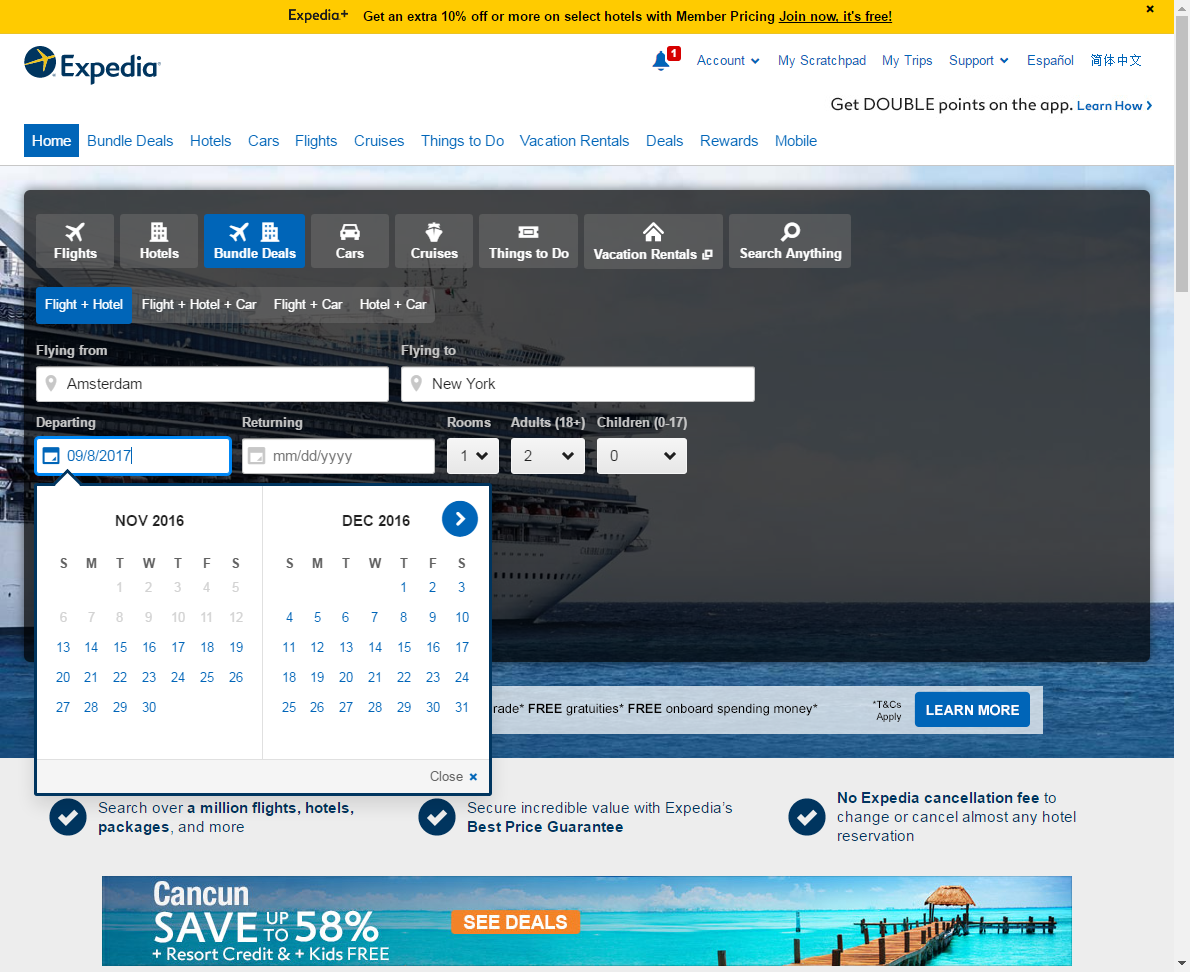 Expedia+ Get an extra 10% off or more on select hotels with Member Pricing Join now, it's free!
Expedia
1 Account My Scratchpad My Trips Support Español 简体中文
Get DOUBLE points on the app. Learn How
Home Bundle Deals Hotels Cars Flights Cruises Things to Do Vacation Rentals Deals Rewards Mobile
Flights Hotels Bundle Deals Cars Cruises Things to Do Vacation Rentals Search Anything
Flight + Hotel Flight + Hotel + Car Flight + Car Hotel + Car
Flying from Flying to
Amsterdam New York
Departing Returning Rooms Adults (18+) Children (0-17)
09/8/2017 mm/dd/yyyy 1 2 0
NOV 2016 DEC 2016
S M T W T F S S M T W T F S
1 2 3 4 5 1 2 3
6 7 8 9 10 11 12 4 5 6 7 8 9 10
13 14 15 16 17 18 19 11 12 13 14 15 16 17
20 21 22 23 24 25 26 18 19 20 21 22 23 24
27 28 29 30 25 26 27 28 29 30 31
rade* FREE gratuities* FREE onboard spending money* *T&Cs Apply LEARN MORE
Close ×
Search over a million flights, hotels,
packages, and more
Secure incredible value with Expedia's
Best Price Guarantee
No Expedia cancellation fee to
change or cancel almost any hotel
reservation
Cancun
SAVE UP TO 58%
+ Resort Credit & + Kids FREE
SEE DEALS